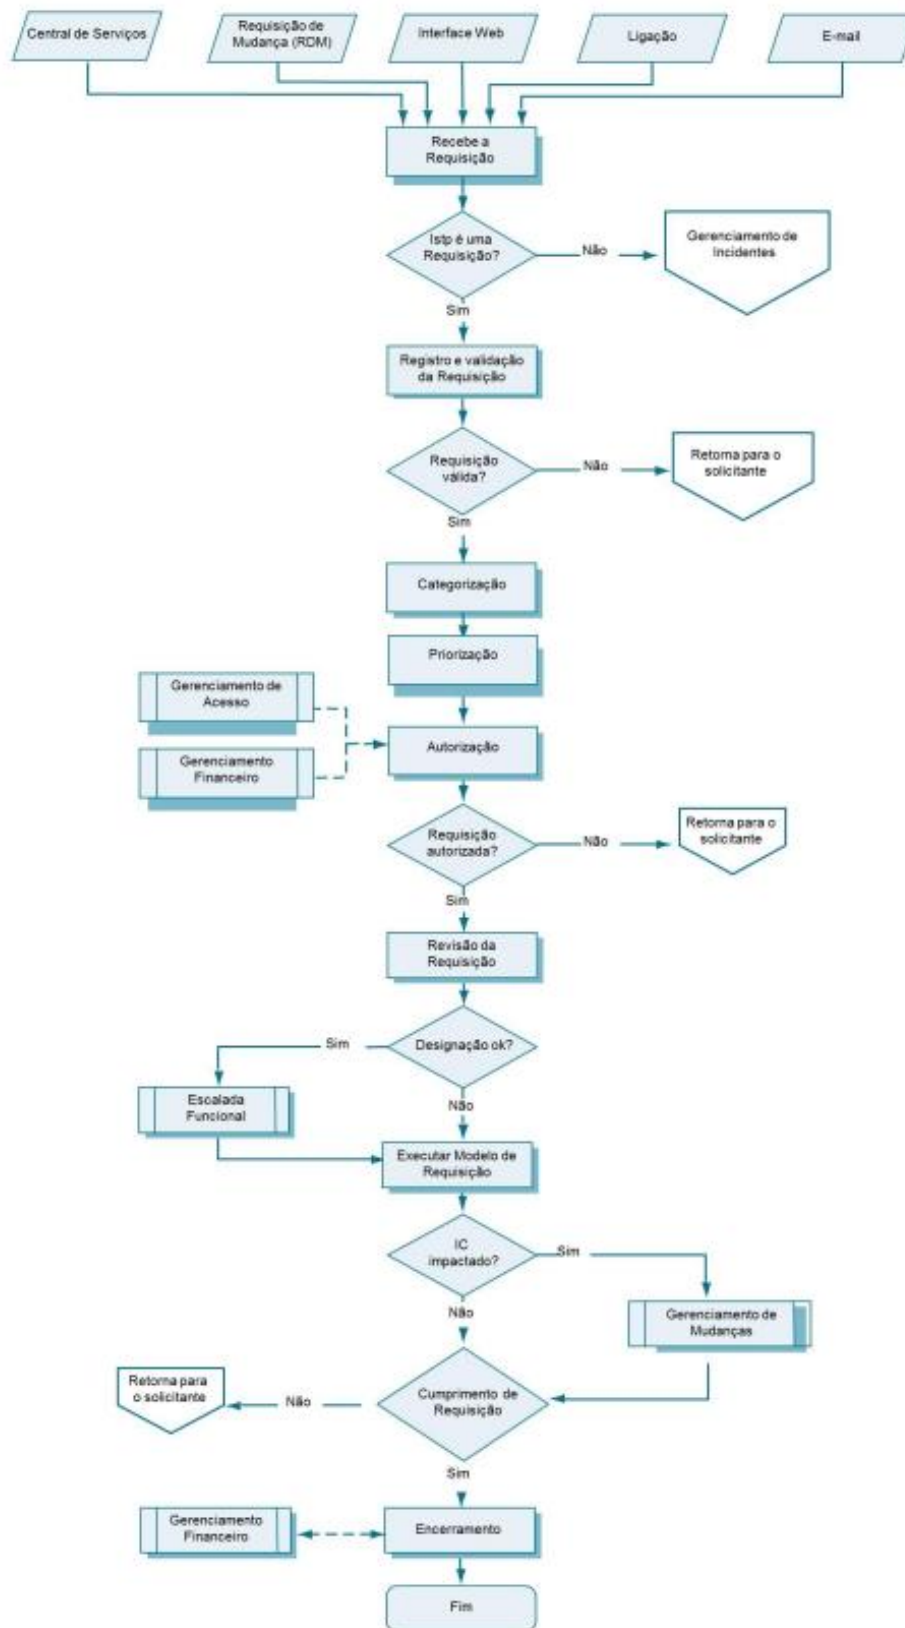 Central de Serviços
Requisição de
Mudança (RDM)
Interface Web
Ligação
E-mail
Recebe a
Requisição
Istp é uma
Requisição?
Não
Gerenciamento de
Incidentes
Sim
Registro e validação
da Requisição
Requisição
válida?
Não
Retorna para o
solicitante
Sim
Categorização
Priorização
Gerenciamento de
Acesso
Autorização
Gerenciamento
Financeiro
Requisição
autorizada?
Não
Retorna para o
solicitante
Sim
Revisão da
Requisição
Designação ok?
Sim
Escalada
Funcional
Não
Executar Modelo de
Requisição
IC
impactado?
Sim
Gerenciamento de
Mudanças
Não
Cumprimento de
Requisição
Não
Retorna para
o solicitante
Sim
Gerenciamento
Financeiro
Encerramento
Fim